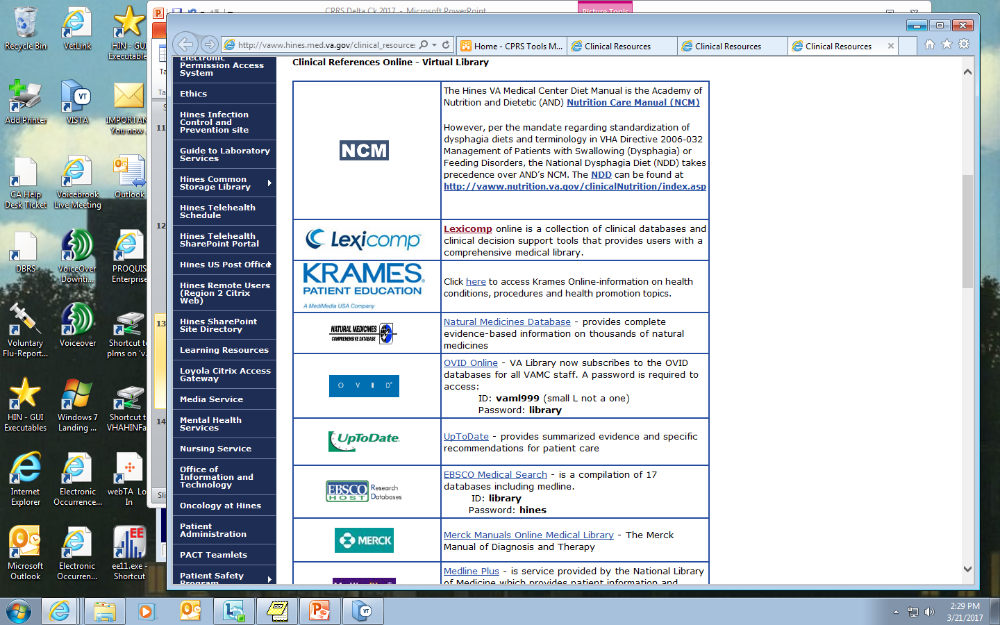 CPRS Delta Ck 2017 - Microsoft PowerPoint
Picture Tools
http://vaww.hines.med.va.gov/clinical_resource
Home - CPRS Tools M...
Clinical Resources
Clinical Resources
Clinical Resources
Recycle Bin
VetLink
HIN - GUI
Executables
Add Printer
VISTA
IMPORTAN
You now
CA Help
Desk Ticket
Voicebrook
Live Meeting
Outlook
DBRS
VoiceOver
Downti...
PROQUIS
Enterprise
Voluntary
Flu-Report...
Voiceover
Shortcut to
plms on 'v...
HIN - GUI
Executables
Windows 7
Landing ...
Shortcut t
VHAHINFa
Internet
Explorer
Electronic
Occurrence...
webTA Lo
In
Microsoft
Outlook
Electronic
Occurren...
EE
ee11.exe -
Shortcut
VT
Ta
Ta
S
11
12
13
14
Sli
Electronic
Permission Access
System
Ethics
Hines Infection
Control and
Prevention site
Guide to Laboratory
Services
Hines Common
Storage Library
Hines Telehealth
Schedule
Hines Telehealth
SharePoint Portal
Hines US Post Office
Hines Remote Users
(Region 2 Citrix
Web)
Hines SharePoint
Site Directory
Learning Resources
Loyola Citrix Access
Gateway
Media Service
Mental Health
Services
Nursing Service
Office of
Information and
Technology
Oncology at Hines
Patient
Administration
PACT Teamlets
Patient Safety
Program
Clinical References Online - Virtual Library
NCM
The Hines VA Medical Center Diet Manual is the Academy of
Nutrition and Dietetic (AND) Nutrition Care Manual (NCM)
However, per the mandate regarding standardization of
dysphagia diets and terminology in VHA Directive 2006-032
Management of Patients with Swallowing (Dysphagia) or
Feeding Disorders, the National Dysphagia Diet (NDD) takes
precedence over AND's NCM. The NDD can be found at
http://vaww.nutrition.va.gov/clinicalNutrition/index.asp
Lexicomp
Lexicomp online is a collection of clinical databases and
clinical decision support tools that provides users with a
comprehensive medical library.
KRAMES
PATIENT EDUCATION
A MediMedia USA Company
Click here to access Krames Online-information on health
conditions, procedures and health promotion topics.
NATURAL MEDICINES
COMPREHENSIVE DATABASE
Natural Medicines Database - provides complete
evidence-based information on thousands of natural
medicines
OVID
OVID Online - VA Library now subscribes to the OVID
databases for all VAMC staff. A password is required to
access:
ID: vaml999 (small L not a one)
Password: library
UpToDate
UpToDate - provides summarized evidence and specific
recommendations for patient care
EBSCO
HOST
Research
Databases
EBSCO Medical Search - is a compilation of 17
databases including medline.
ID: library
Password: hines
MERCK
Merck Manuals Online Medical Library - The Merck
Manual of Diagnosis and Therapy
Medline Plus - is service provided by the National Library
of Medicine which provides patient information and
VT
2:29 PM
3/21/2017